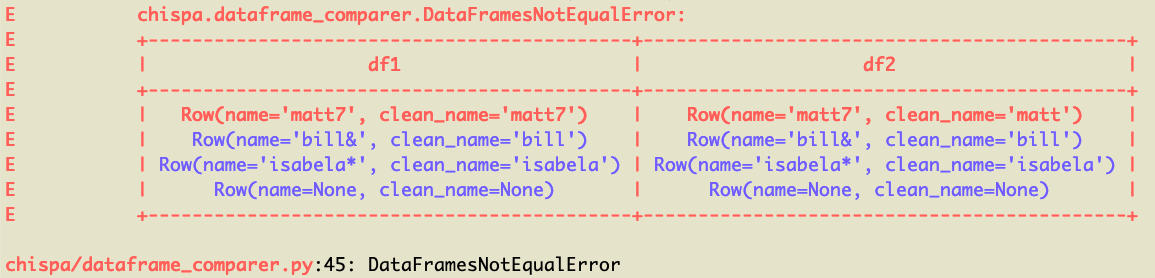 E chispa.dataframe_comparer.DataFramesNotEqualError:
E +-------------------------------------------+------------------------------------------+
E | df1 | df2 |
E +-------------------------------------------+------------------------------------------+
E | Row(name='matt7', clean_name='matt7') | Row(name='matt7', clean_name='matt') |
E | Row(name='bill&', clean_name='bill') | Row(name='bill&', clean_name='bill') |
E | Row(name='isabela*', clean_name='isabela') | Row(name='isabela*', clean_name='isabela') |
E | Row(name=None, clean_name=None) | Row(name=None, clean_name=None) |
E +-------------------------------------------+------------------------------------------+
chispa/dataframe_comparer.py:45: DataFramesNotEqualError